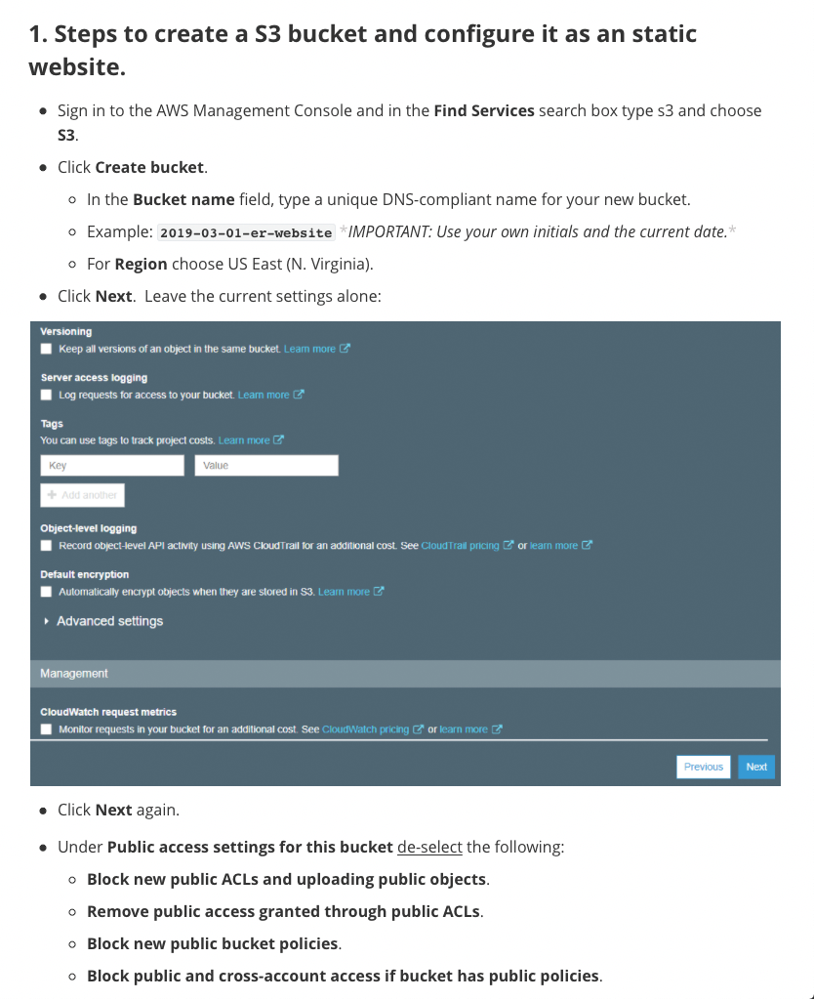 1. Steps to create a S3 bucket and configure it as an static
website.
• Sign in to the AWS Management Console and in the Find Services search box type s3 and choose
S3.
• Click Create bucket.
◦ In the Bucket name field, type a unique DNS-compliant name for your new bucket.
◦ Example: 2019-03-01-er-website *IMPORTANT: Use your own initials and the current date.*
◦ For Region choose US East (N. Virginia).
• Click Next. Leave the current settings alone:
Versioning
Keep all versions of an object in the same bucket. Learn more
Server access logging
Log requests for access to your bucket. Learn more
Tags
You can use tags to track project costs. Learn more
Key Value
+ Add another
Object-level logging
Record object-level API activity using AWS CloudTrail for an additional cost. See CloudTrail pricing or learn more
Default encryption
Automatically encrypt objects when they are stored in S3. Learn more
Advanced settings
Management
CloudWatch request metrics
Monitor requests in your bucket for an additional cost. See CloudWatch pricing or learn more
Previous Next
• Click Next again.
• Under Public access settings for this bucket de-select the following:
◦ Block new public ACLs and uploading public objects.
◦ Remove public access granted through public ACLs.
◦ Block new public bucket policies.
◦ Block public and cross-account access if bucket has public policies.